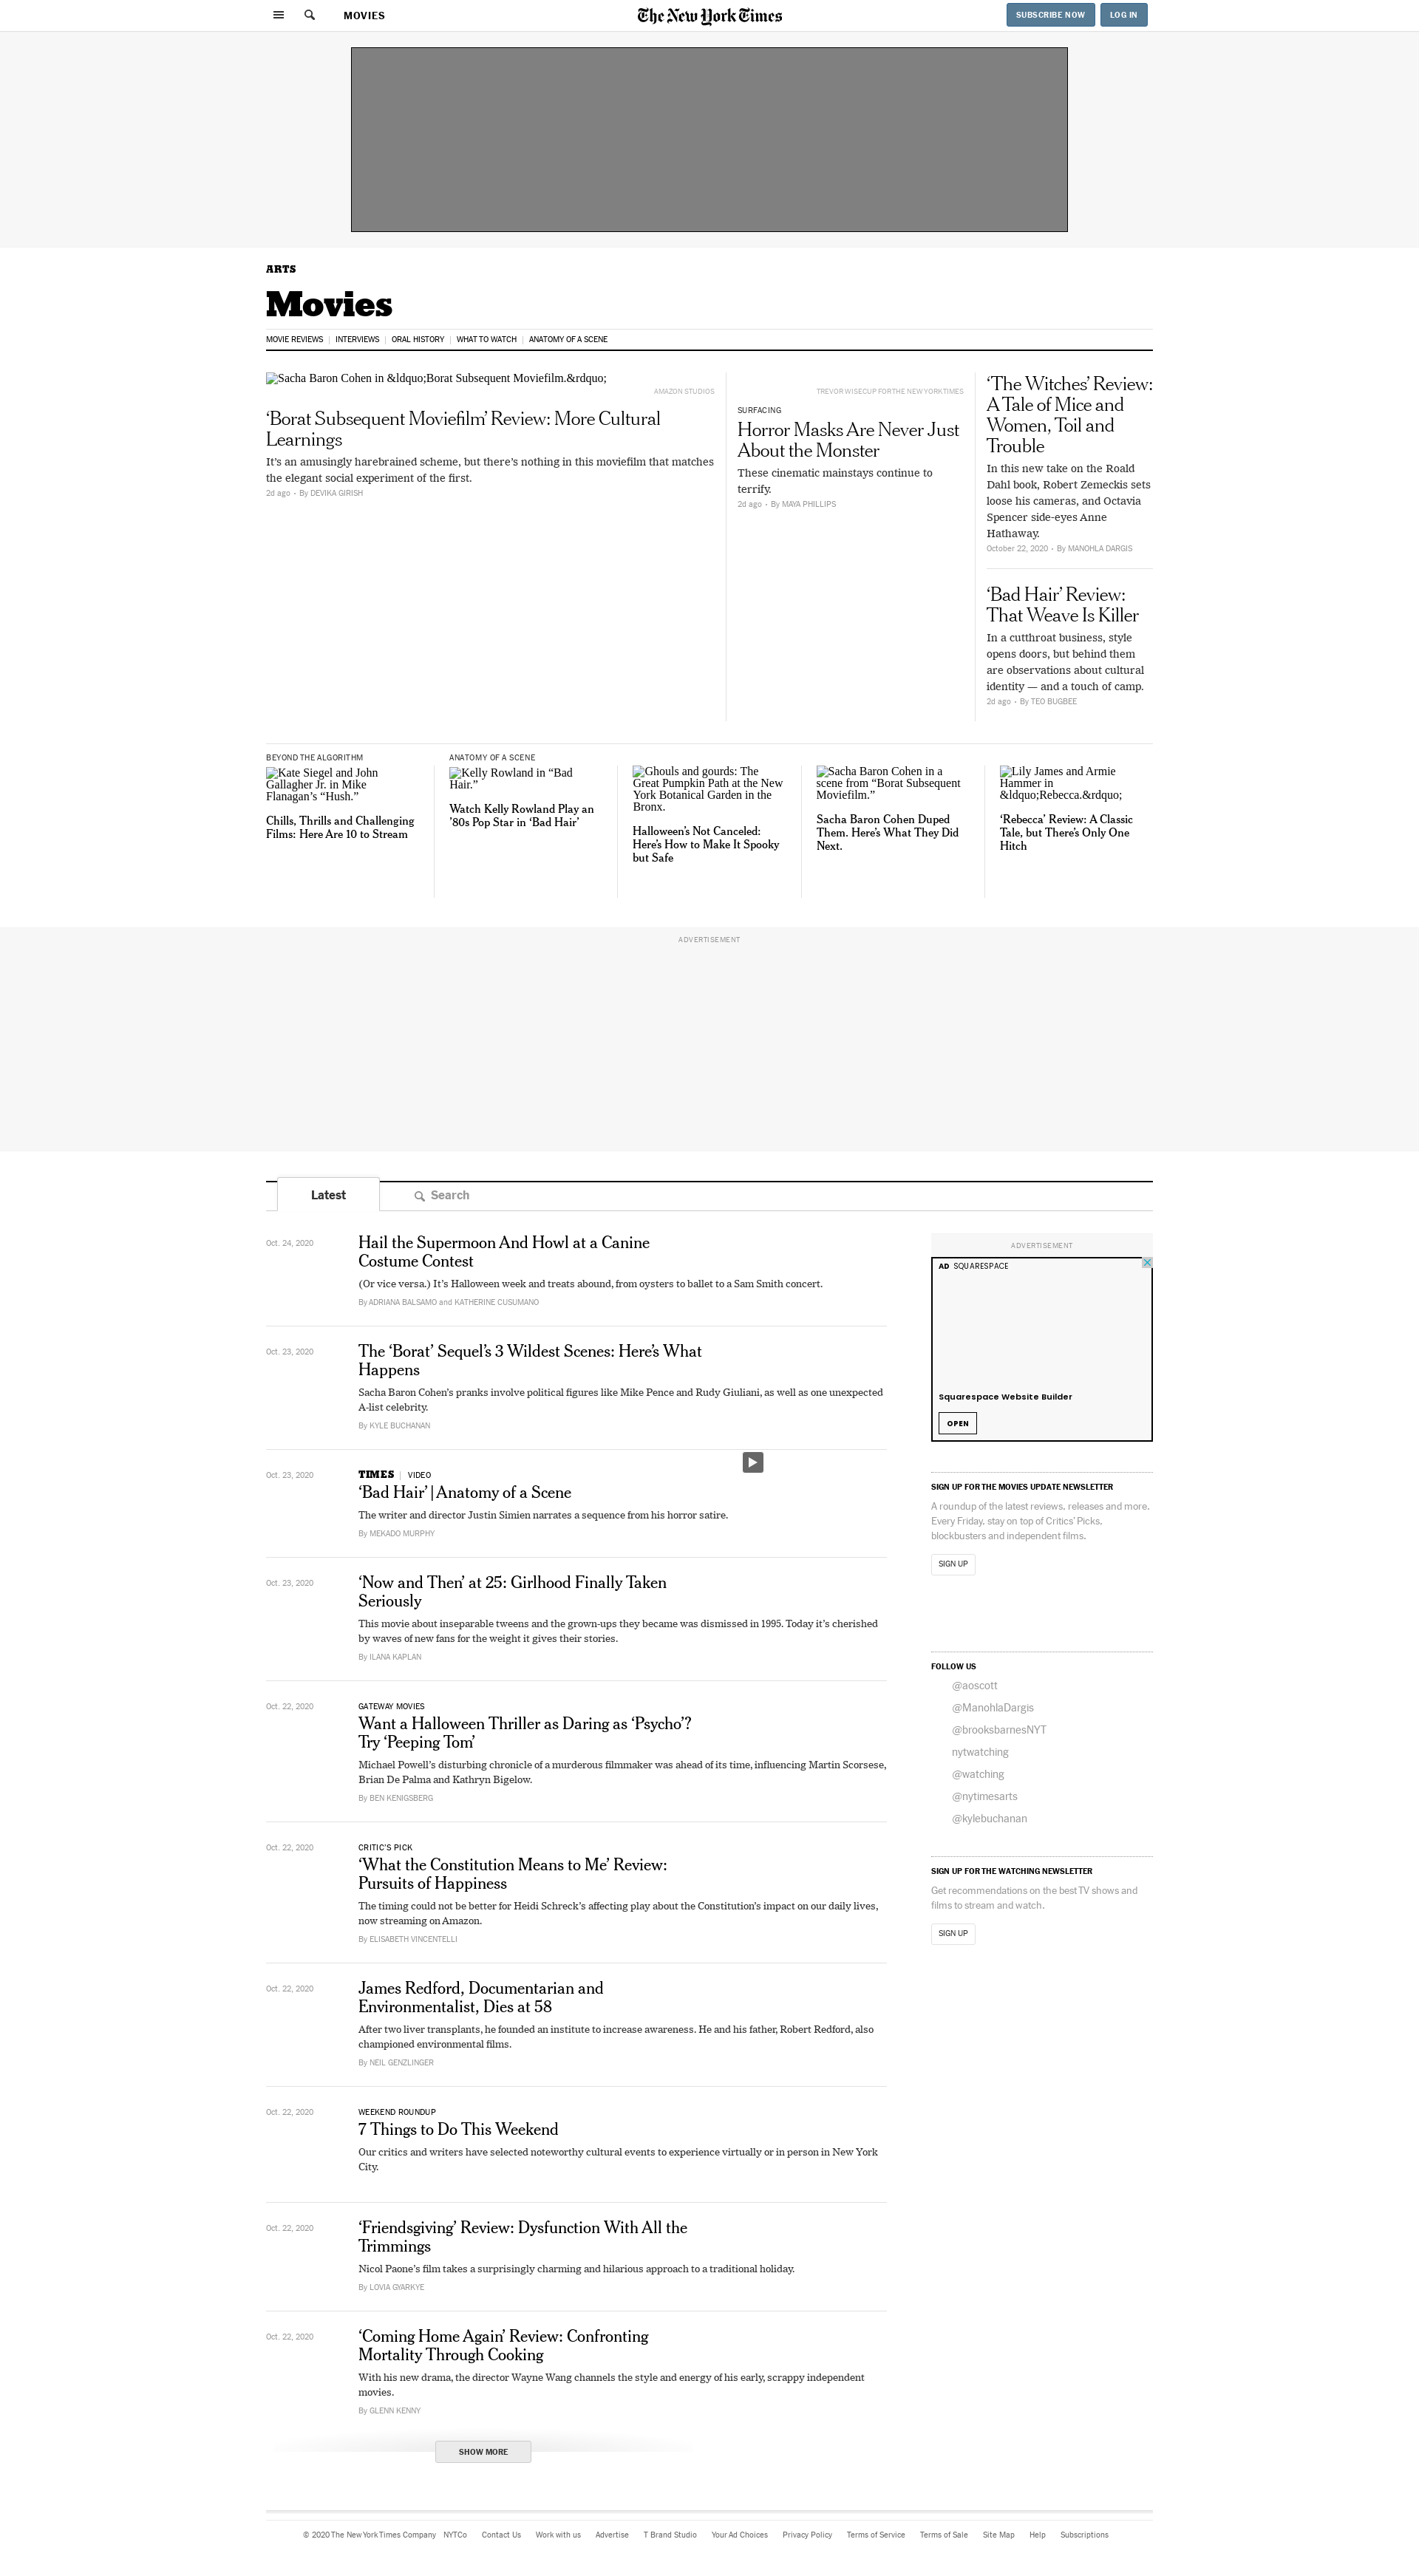 MOVIES
The New York Times
SUBSCRIBE NOW
LOG IN
ARTS
Movies
MOVIE REVIEWS
INTERVIEWS
ORAL HISTORY
WHAT TO WATCH
ANATOMY OF A SCENE
Sacha Baron Cohen in &ldquo;Borat Subsequent Moviefilm.&rdquo;
AMAZON STUDIOS
‘Borat Subsequent Moviefilm’ Review: More Cultural
Learnings
It’s an amusingly harebrained scheme, but there’s nothing in this moviefilm that matches
the elegant social experiment of the first.
2d ago • By DEVIKA GIRISH
TREVOR WISECUP FOR THE NEW YORK TIMES
SURFACING
Horror Masks Are Never Just
About the Monster
These cinematic mainstays continue to
terrify.
2d ago • By MAYA PHILLIPS
‘The Witches’ Review:
A Tale of Mice and
Women, Toil and
Trouble
In this new take on the Roald
Dahl book, Robert Zemeckis sets
loose his cameras, and Octavia
Spencer side-eyes Anne
Hathaway.
October 22, 2020 • By MANOHLA DARGIS
‘Bad Hair’ Review:
That Weave Is Killer
In a cutthroat business, style
opens doors, but behind them
are observations about cultural
identity — and a touch of camp.
2d ago • By TEO BUGBEE
BEYOND THE ALGORITHM
Kate Siegel and John
Gallagher Jr. in Mike
Flanagan’s “Hush.”
Chills, Thrills and Challenging
Films: Here Are 10 to Stream
ANATOMY OF A SCENE
Kelly Rowland in “Bad
Hair.”
Watch Kelly Rowland Play an
’80s Pop Star in ‘Bad Hair’
Ghouls and gourds: The
Great Pumpkin Path at the New
York Botanical Garden in the
Bronx.
Halloween’s Not Canceled:
Here’s How to Make It Spooky
but Safe
Sacha Baron Cohen in a
scene from “Borat Subsequent
Moviefilm.”
Sacha Baron Cohen Duped
Them. Here’s What They Did
Next.
Lily James and Armie
Hammer in
&ldquo;Rebecca.&rdquo;
‘Rebecca’ Review: A Classic
Tale, but There’s Only One
Hitch
ADVERTISEMENT
Latest
Search
Oct. 24, 2020
Hail the Supermoon And Howl at a Canine
Costume Contest
(Or vice versa.) It’s Halloween week and treats abound, from oysters to ballet to a Sam Smith concert.
By ADRIANA BALSAMO and KATHERINE CUSUMANO
Oct. 23, 2020
The ‘Borat’ Sequel’s 3 Wildest Scenes: Here’s What
Happens
Sacha Baron Cohen’s pranks involve political figures like Mike Pence and Rudy Giuliani, as well as one unexpected
A-list celebrity.
By KYLE BUCHANAN
Oct. 23, 2020
TIMES | VIDEO
‘Bad Hair’ | Anatomy of a Scene
The writer and director Justin Simien narrates a sequence from his horror satire.
By MEKADO MURPHY
Oct. 23, 2020
‘Now and Then’ at 25: Girlhood Finally Taken
Seriously
This movie about inseparable tweens and the grown-ups they became was dismissed in 1995. Today it’s cherished
by waves of new fans for the weight it gives their stories.
By ILANA KAPLAN
Oct. 22, 2020
GATEWAY MOVIES
Want a Halloween Thriller as Daring as ‘Psycho’?
Try ‘Peeping Tom’
Michael Powell’s disturbing chronicle of a murderous filmmaker was ahead of its time, influencing Martin Scorsese,
Brian De Palma and Kathryn Bigelow.
By BEN KENIGSBERG
Oct. 22, 2020
CRITIC’S PICK
‘What the Constitution Means to Me’ Review:
Pursuits of Happiness
The timing could not be better for Heidi Schreck’s affecting play about the Constitution’s impact on our daily lives,
now streaming on Amazon.
By ELISABETH VINCENTELLI
Oct. 22, 2020
James Redford, Documentarian and
Environmentalist, Dies at 58
After two liver transplants, he founded an institute to increase awareness. He and his father, Robert Redford, also
championed environmental films.
By NEIL GENZLINGER
Oct. 22, 2020
WEEKEND ROUNDUP
7 Things to Do This Weekend
Our critics and writers have selected noteworthy cultural events to experience virtually or in person in New York
City.
Oct. 22, 2020
‘Friendsgiving’ Review: Dysfunction With All the
Trimmings
Nicol Paone’s film takes a surprisingly charming and hilarious approach to a traditional holiday.
By LOVIA GYARKYE
Oct. 22, 2020
‘Coming Home Again’ Review: Confronting
Mortality Through Cooking
With his new drama, the director Wayne Wang channels the style and energy of his early, scrappy independent
movies.
By GLENN KENNY
SHOW MORE
ADVERTISEMENT
AD SQUARESPACE
Squarespace Website Builder
OPEN
SIGN UP FOR THE MOVIES UPDATE NEWSLETTER
A roundup of the latest reviews, releases and more.
Every Friday, stay on top of Critics’ Picks,
blockbusters and independent films.
SIGN UP
FOLLOW US
@aoscott
@ManohlaDargis
@brooksbarnesNYT
nytwatching
@watching
@nytimesarts
@kylebuchanan
SIGN UP FOR THE WATCHING NEWSLETTER
Get recommendations on the best TV shows and
films to stream and watch.
SIGN UP
© 2020 The New York Times Company NYTCo Contact Us Work with us Advertise T Brand Studio Your Ad Choices Privacy Policy Terms of Service Terms of Sale Site Map Help Subscriptions